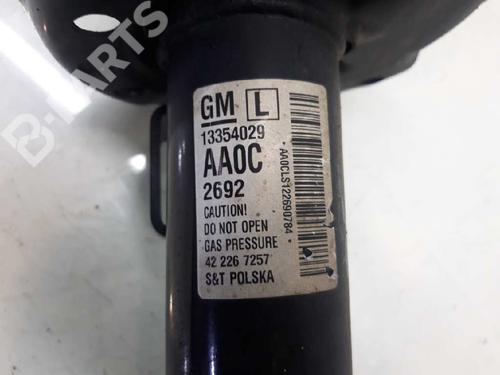 B-PARTS
GM L
13354029
AA0C
2692
CAUTION!
DO NOT OPEN
GAS PRESSURE
42 226 7257
S&T POLSKA
*AA0CLS122690784*